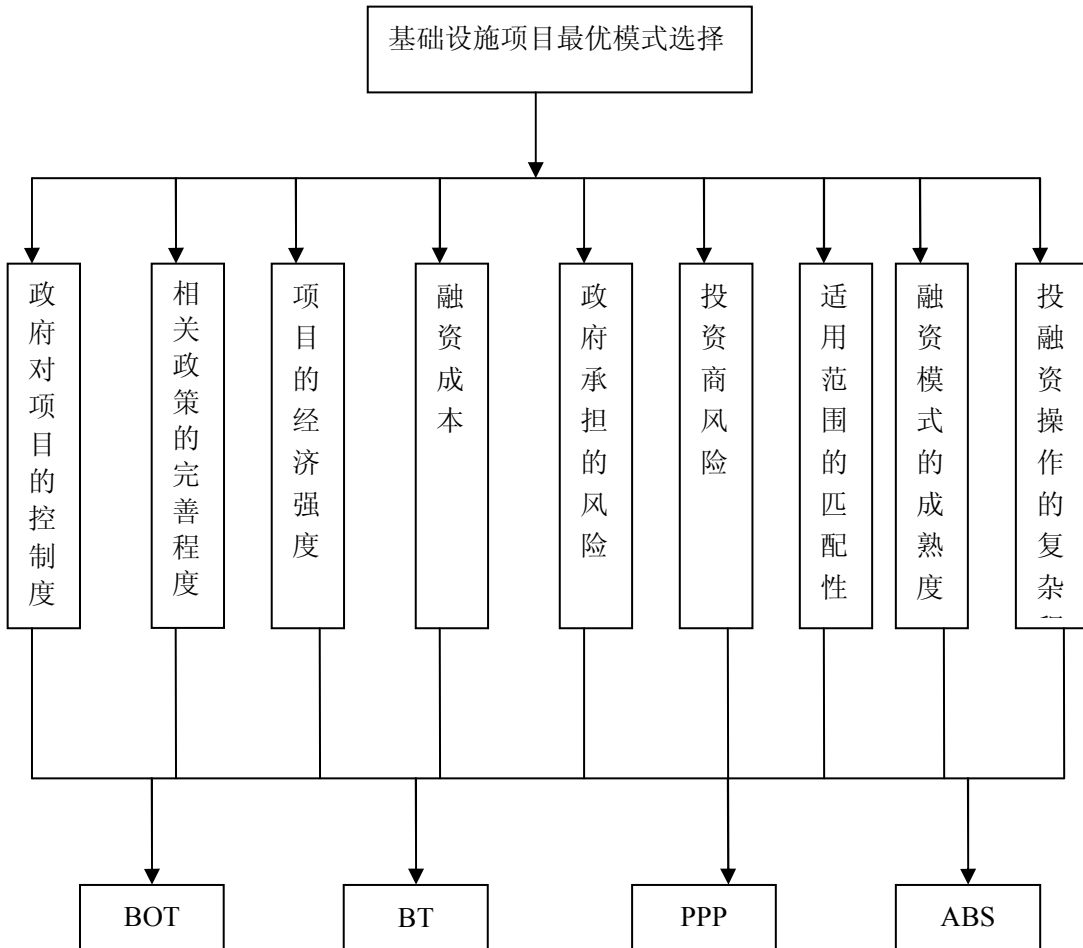 基础设施项目最优模式选择
政府对项目的控制度
相关政策的完善程度
项目的经济强度
融资成本
政府承担的风险
投资商风险
适用范围的匹配性
融资模式的成熟度
投融资操作的复杂
BOT
BT
PPP
ABS